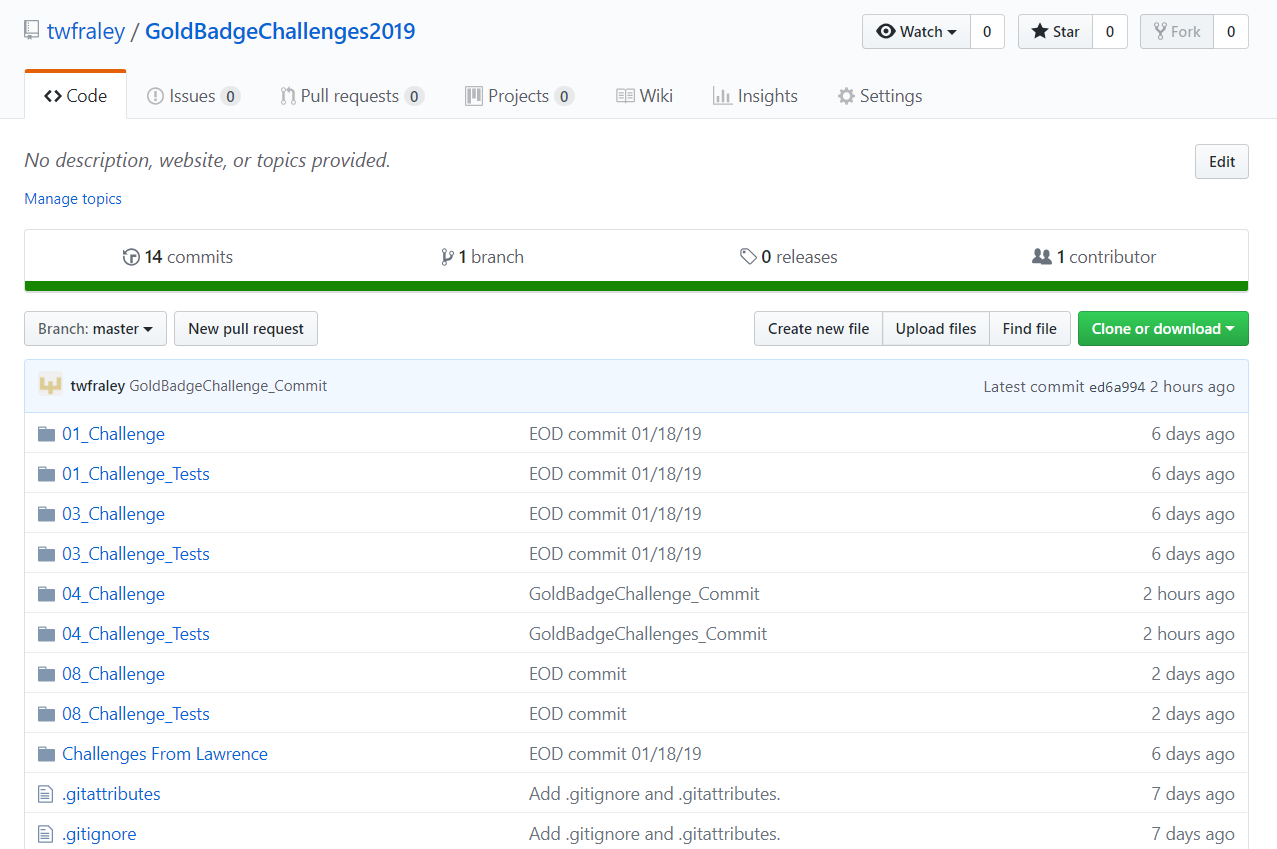 twfraley / GoldBadgeChallenges2019 Watch 0 Star 0 Fork 0
Code Issues 0 Pull requests 0 Projects 0 Wiki Insights Settings
No description, website, or topics provided. Edit
Manage topics
14 commits 1 branch 0 releases 1 contributor
Branch: master New pull request Create new file Upload files Find file Clone or download
twfraley GoldBadgeChallenge_Commit Latest commit ed6a994 2 hours ago
01_Challenge EOD commit 01/18/19 6 days ago
01_Challenge_Tests EOD commit 01/18/19 6 days ago
03_Challenge EOD commit 01/18/19 6 days ago
03_Challenge_Tests EOD commit 01/18/19 6 days ago
04_Challenge GoldBadgeChallenge_Commit 2 hours ago
04_Challenge_Tests GoldBadgeChallenges_Commit 2 hours ago
08_Challenge EOD commit 2 days ago
08_Challenge_Tests EOD commit 2 days ago
Challenges From Lawrence EOD commit 01/18/19 6 days ago
.gitattributes Add .gitignore and .gitattributes. 7 days ago
.gitignore Add .gitignore and .gitattributes. 7 days ago